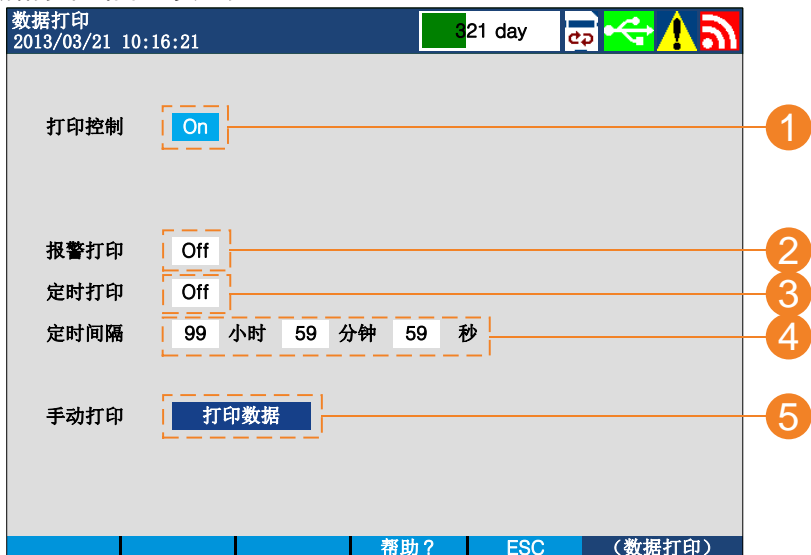 数据打印
2013/03/21 10:16:21 321 day
打印控制 On 1
报警打印 Off 2
定时打印 Off 3
定时间隔 99 小时 59 分钟 59 秒 4
手动打印 打印数据 5
帮助? ESC (数据打印)